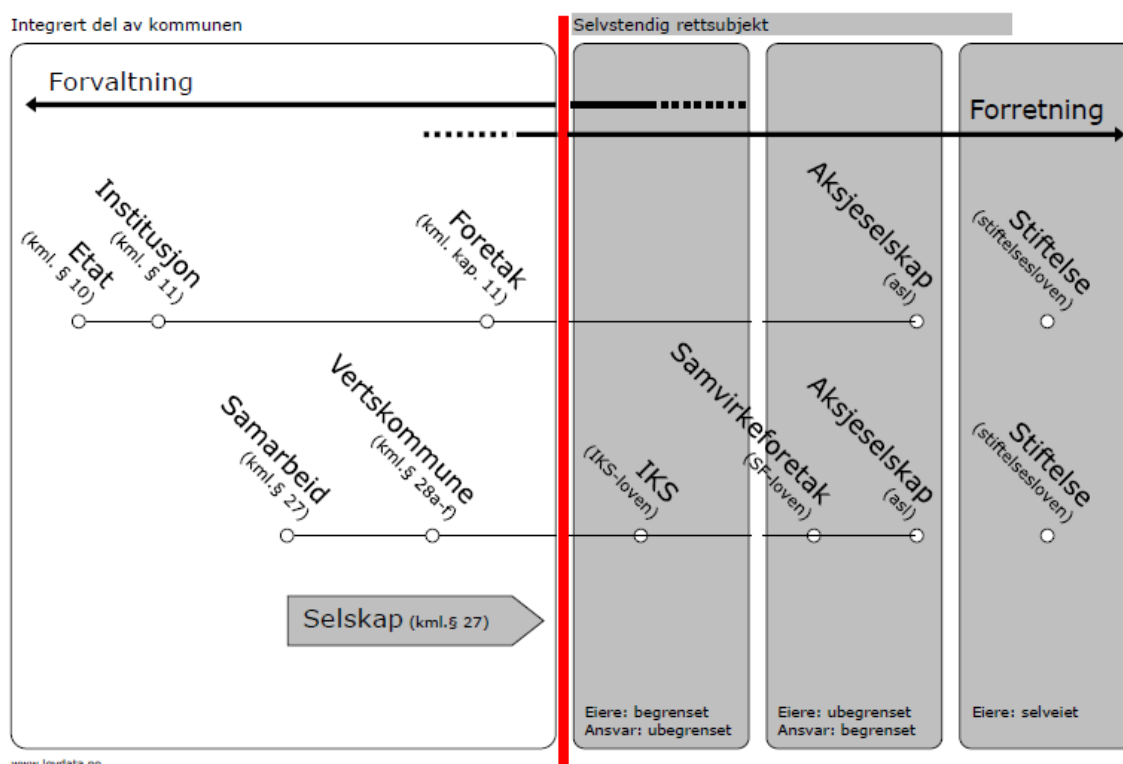 Integrert del av kommunen
Selvstendig rettsubjekt
Forvaltning
Forretning
Etat
(kml. § 10)
Institusjon
(kml. § 11)
Foretak
(kml. kap. 11)
Aksjeselskap
(asl)
Stiftelse
(stiftelsesloven)
Samarbeid
(kml.§ 27)
Vertskommune
(kml.§ 28a-f)
IKS
(IKS-loven)
Samvirkeforetak
(SF-loven)
Aksjeselskap
(asl)
Stiftelse
(stiftelsesloven)
Selskap (kml.§ 27)
Eiere: begrenset
Ansvar: ubegrenset
Eiere: ubegrenset
Ansvar: begrenset
Eiere: selveiet